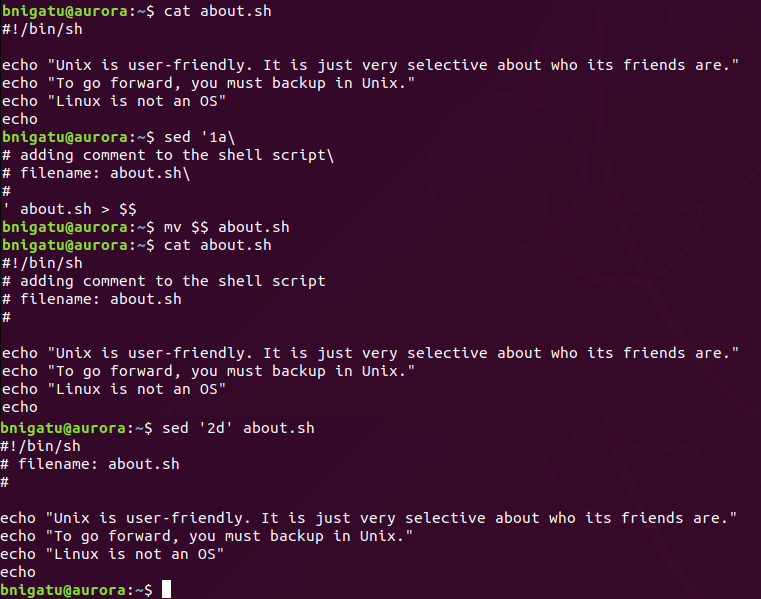 bnigatu@aurora:~$ cat about.sh
#!/bin/sh

echo "Unix is user-friendly. It is just very selective about who its friends are."
echo "To go forward, you must backup in Unix."
echo "Linux is not an OS"
echo
bnigatu@aurora:~$ sed '1a\
# adding comment to the shell script\
# filename: about.sh\
#
' about.sh > $$
bnigatu@aurora:~$ mv $$ about.sh
bnigatu@aurora:~$ cat about.sh
#!/bin/sh
# adding comment to the shell script
# filename: about.sh
#

echo "Unix is user-friendly. It is just very selective about who its friends are."
echo "To go forward, you must backup in Unix."
echo "Linux is not an OS"
echo
bnigatu@aurora:~$ sed '2d' about.sh
#!/bin/sh
# filename: about.sh
#

echo "Unix is user-friendly. It is just very selective about who its friends are."
echo "To go forward, you must backup in Unix."
echo "Linux is not an OS"
echo
bnigatu@aurora:~$